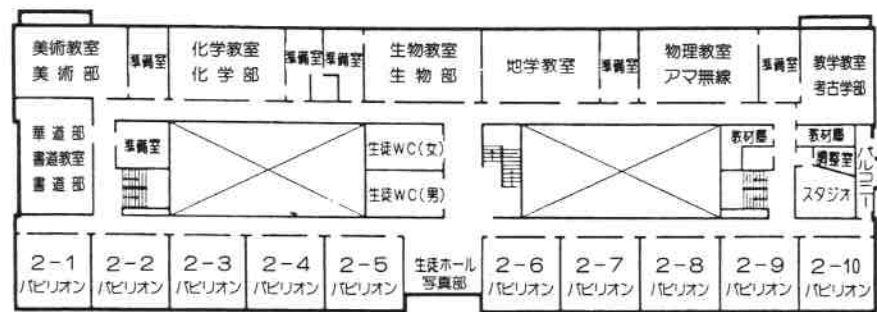 美術教室
美術部
準備室
化学教室
化学部
準備室
準備室
生物教室
生物部
地学教室
準備室
物理教室
アマ無線
準備室
数学教室
考古学部
華道部
書道教室
書道部
準備室
生徒WC(女)
生徒WC(男)
教材庫
教材庫
調整室
スタジオ
バルコニー
2-1
パビリオン
2-2
パビリオン
2-3
パビリオン
2-4
パビリオン
2-5
パビリオン
生徒ホール
写真部
2-6
パビリオン
2-7
パビリオン
2-8
パビリオン
2-9
パビリオン
2-10
パビリオン